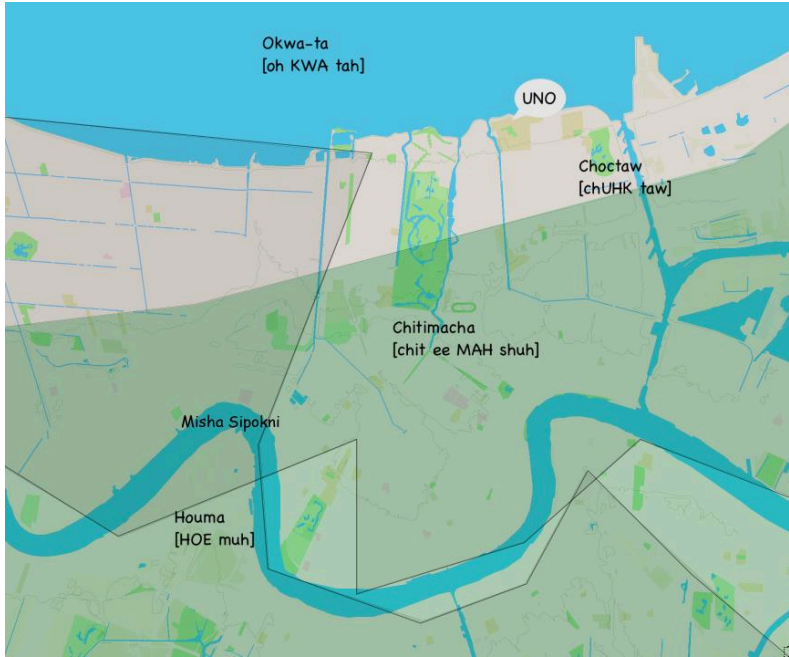 Okwa-ta
[oh KWA tah]
UNO
Choctaw
[chUHK taw]
Chitimacha
[chit ee MAH shuh]
Misha Sipokni
Houma
[HOE muh]